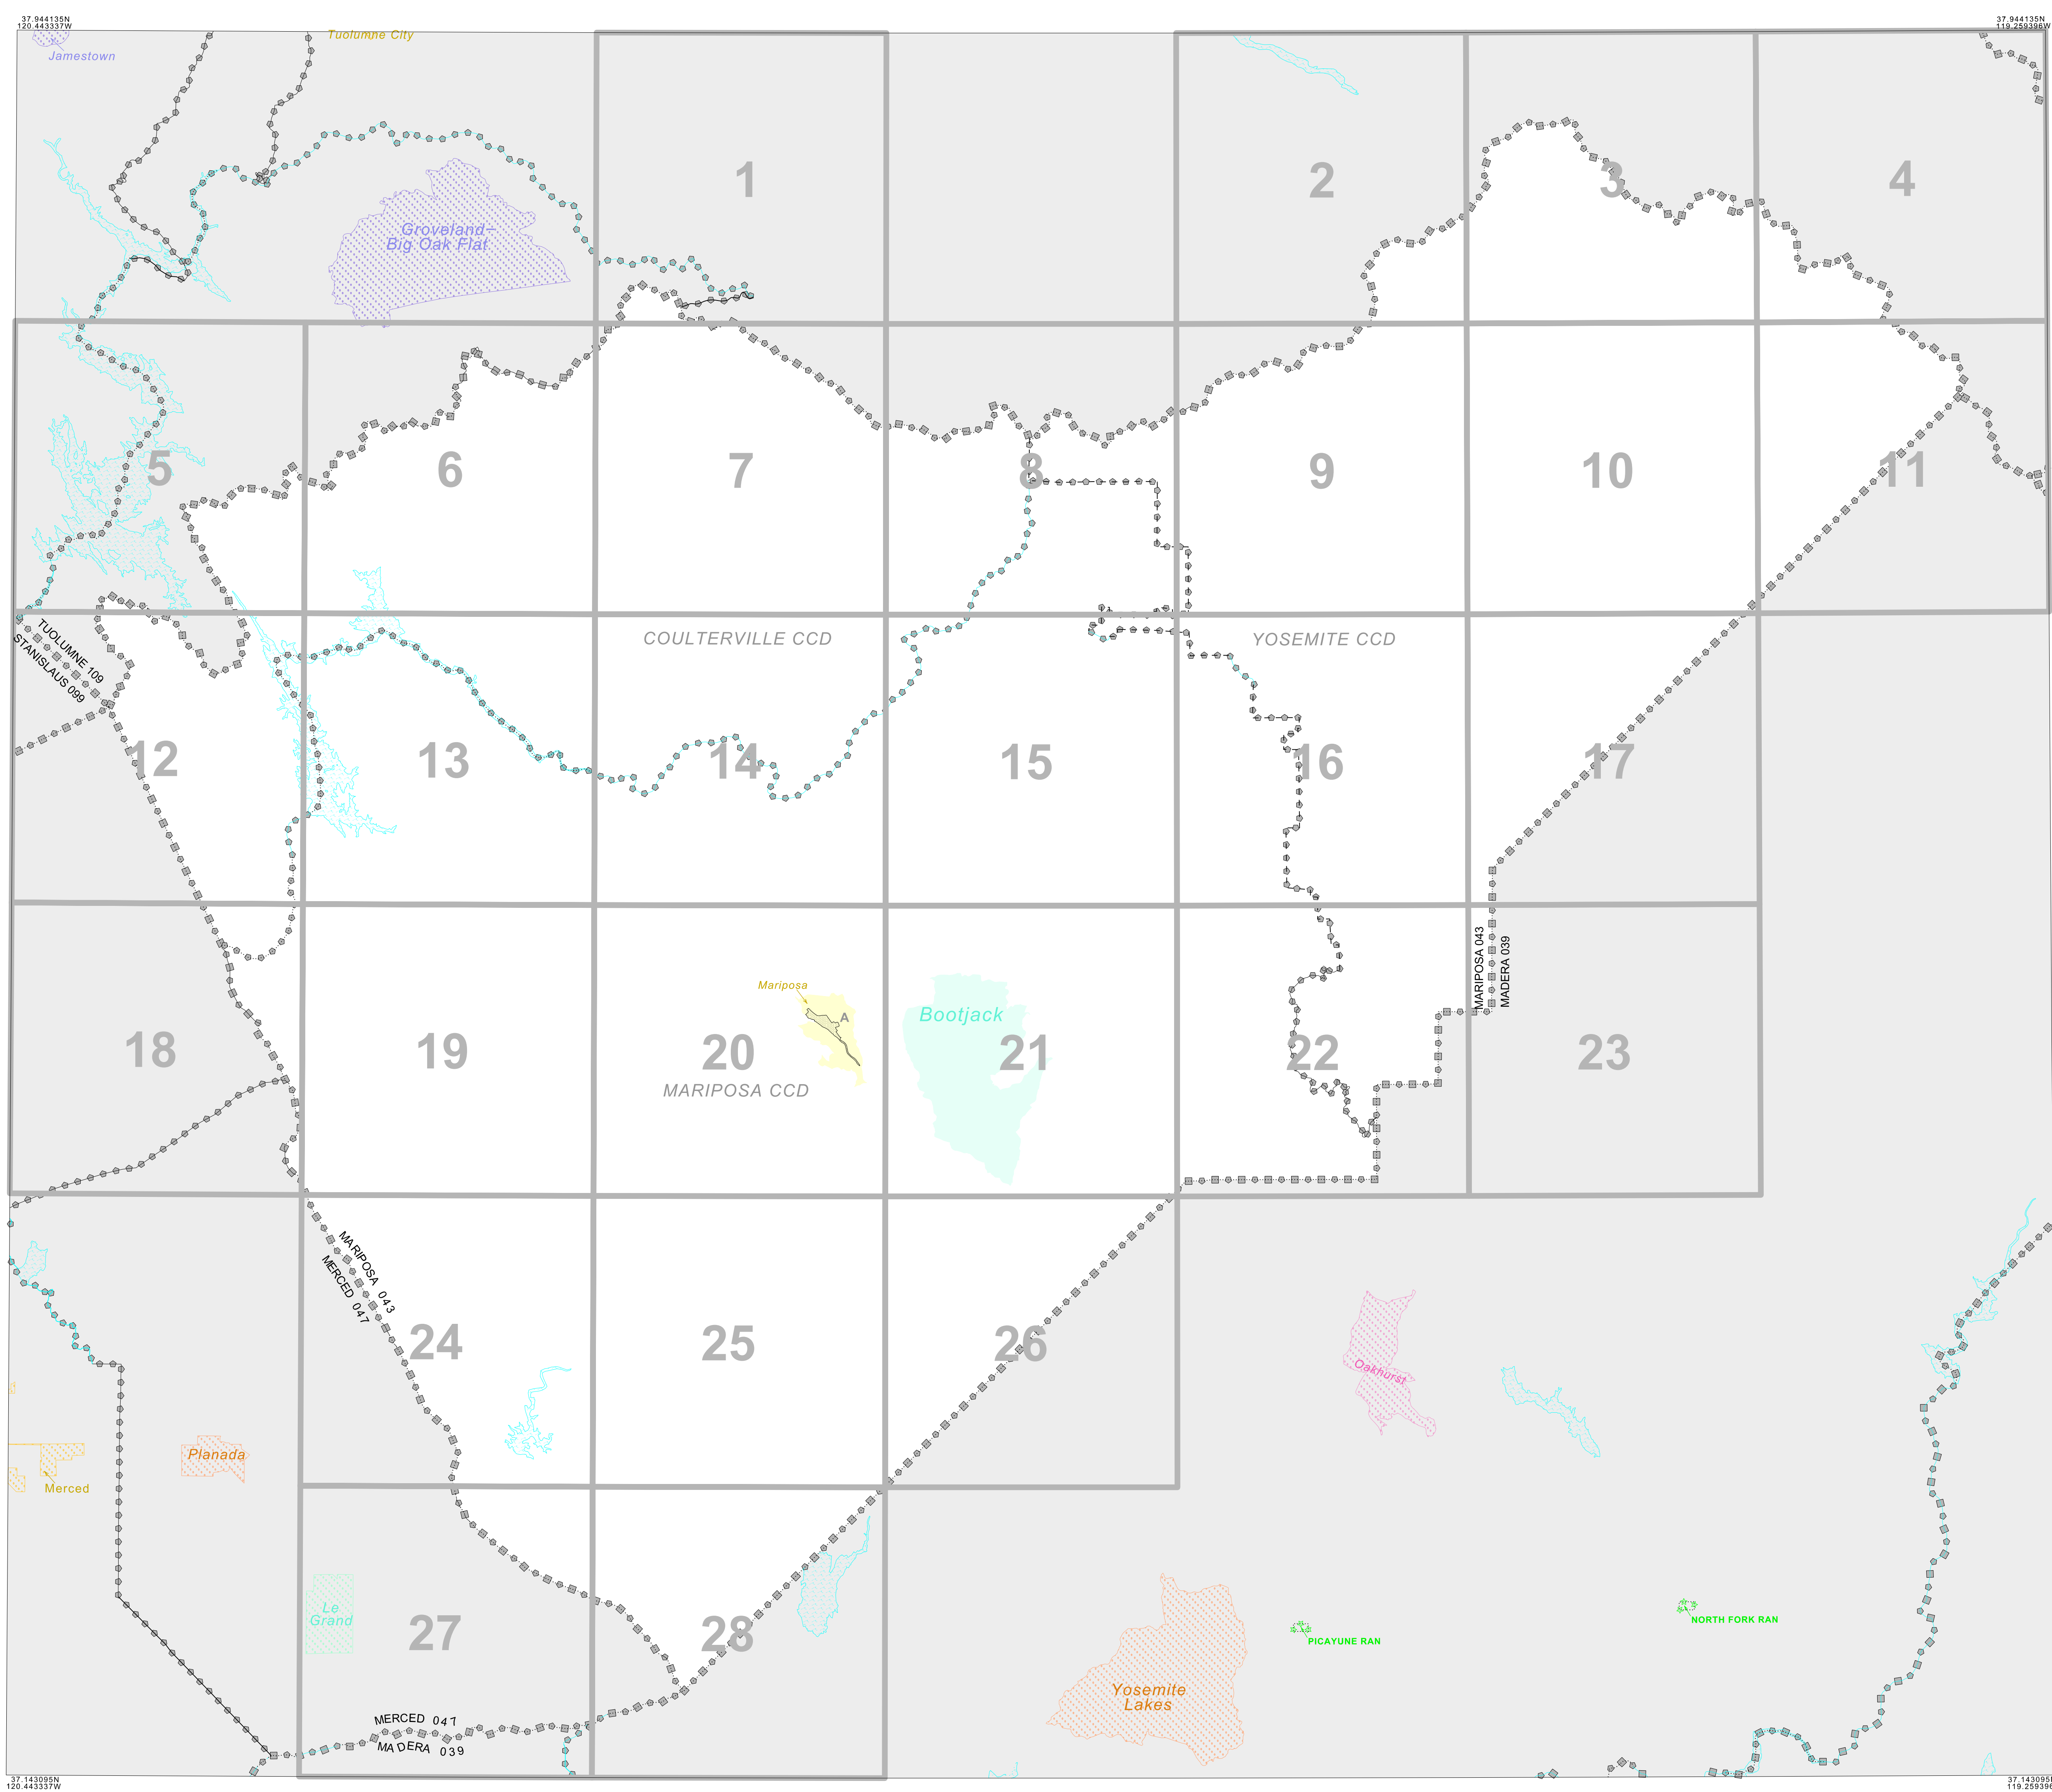 37.944135N
120.443337W
37.944135N
119.259396W
Tuolumne City
Jamestown
1
2
3
4
Groveland-
Big Oak Flat
5
6
7
8
9
10
11
TUOLUMNE 109
STANISLAUS 099
COULTERVILLE CCD
YOSEMITE CCD
12
13
14
15
16
17
MARIPOSA 043
MADERA 039
Mariposa
A
Bootjack
18
19
20
21
22
23
MARIPOSA CCD
MARIPOSA 043
MERCED 047
24
25
26
Oakhurst
Planada
Merced
Le
Grand
27
28
NORTH FORK RAN
PICAYUNE RAN
Yosemite
Lakes
MERCED 047
MADERA 039
37.143095N
120.443337W
37.143095N
119.259396